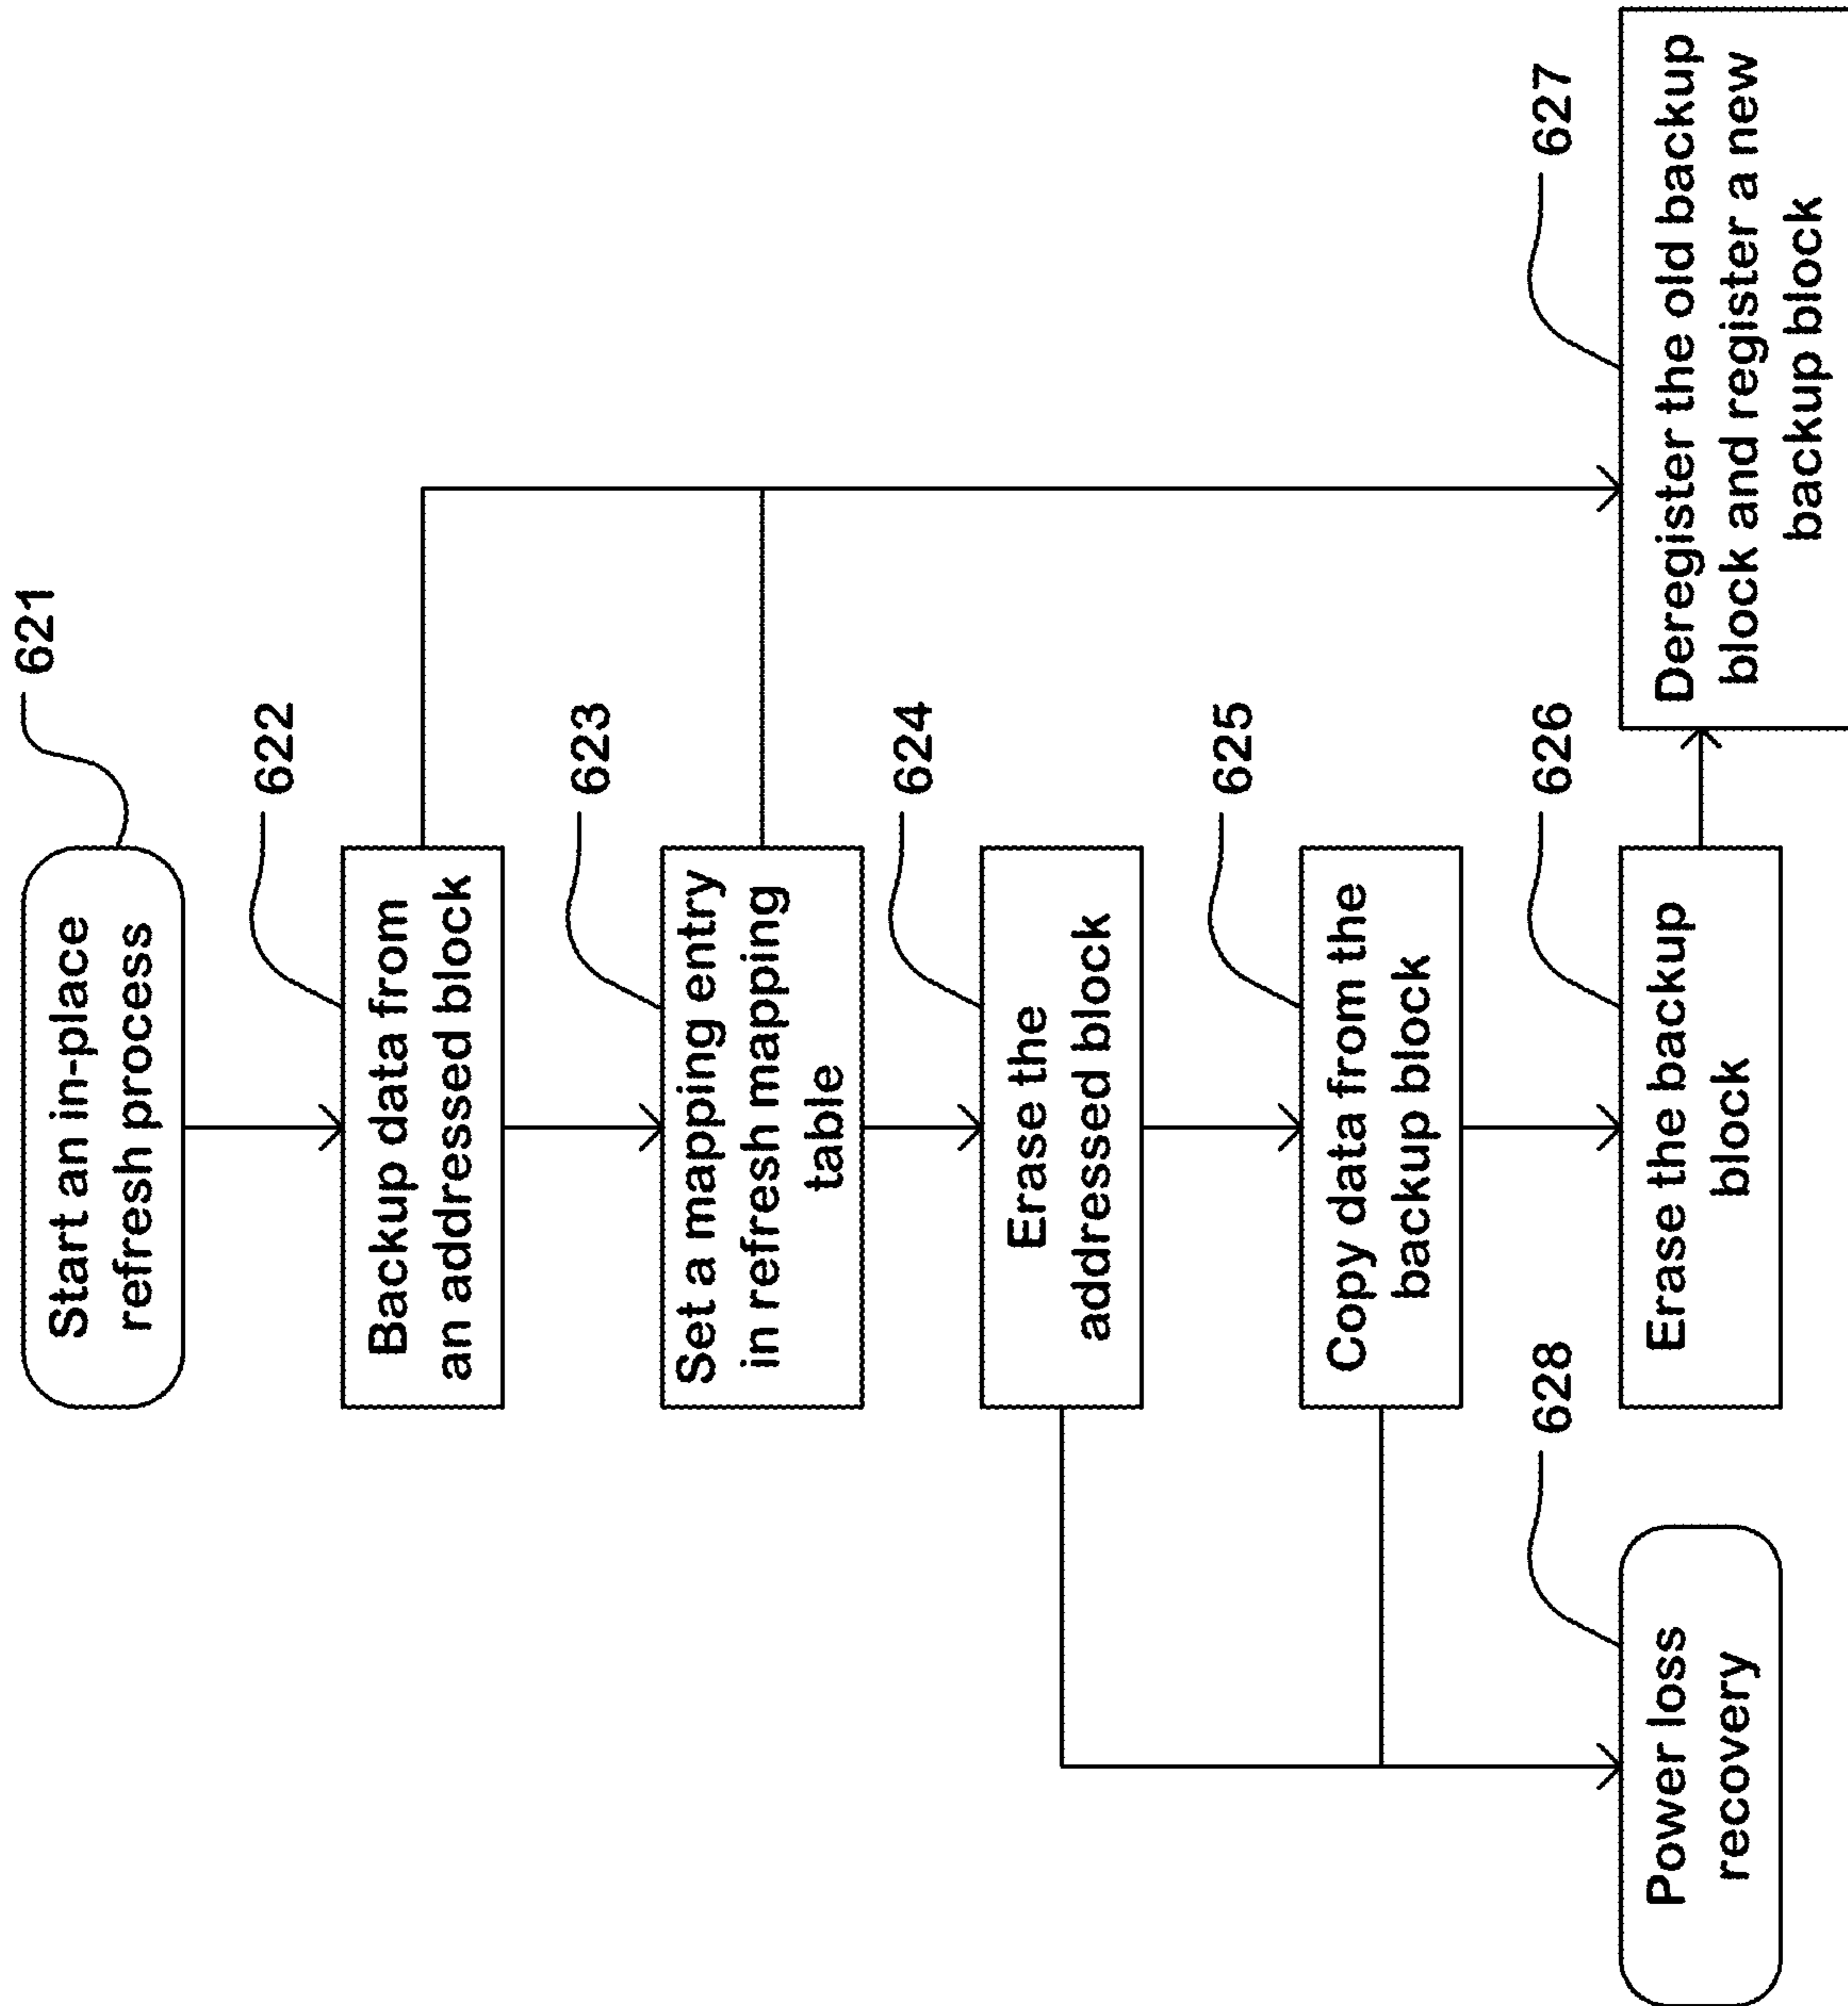 621
Start an in-place
refresh process
622
Backup data from
an addressed block
623
Set a mapping entry
in refresh mapping
table
624
Erase the
addressed block
625
Copy data from the
backup block
628
Power loss
recovery
626
Erase the backup
block
627
Deregister the old backup
block and register a new
backup block